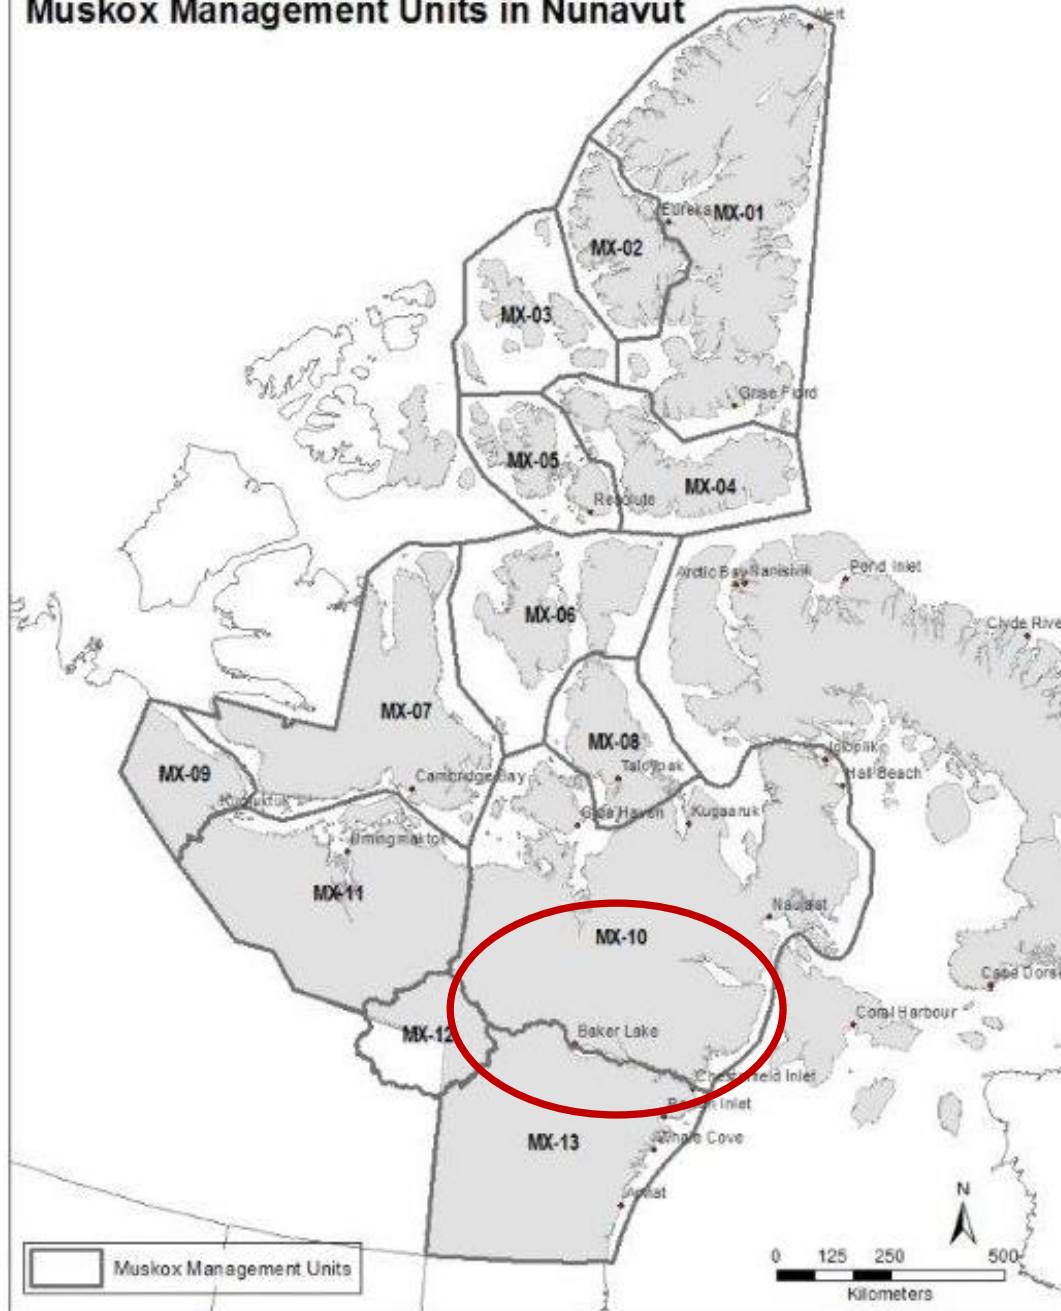 Muskox Management Units in Nunavut
Alert
Eureka
MX-01
MX-02
MX-03
Grise Fiord
MX-05
MX-04
Resolute
Arctic Bay
Nanisivik
Pond Inlet
MX-06
Clyde Rive
MX-07
MX-08
Igloolik
MX-09
Taloyoak
Hall Beach
Cambridge Bay
Kugluktuk
Gjoa Haven
Kugaaruk
Umingmaktok
MX-11
Naujaat
MX-10
Cape Dorse
Coral Harbour
MX-12
Baker Lake
Chesterfield Inlet
Rankin Inlet
MX-13
Whale Cove
Arviat
N
Muskox Management Units
0 125 250 500
Kilometers